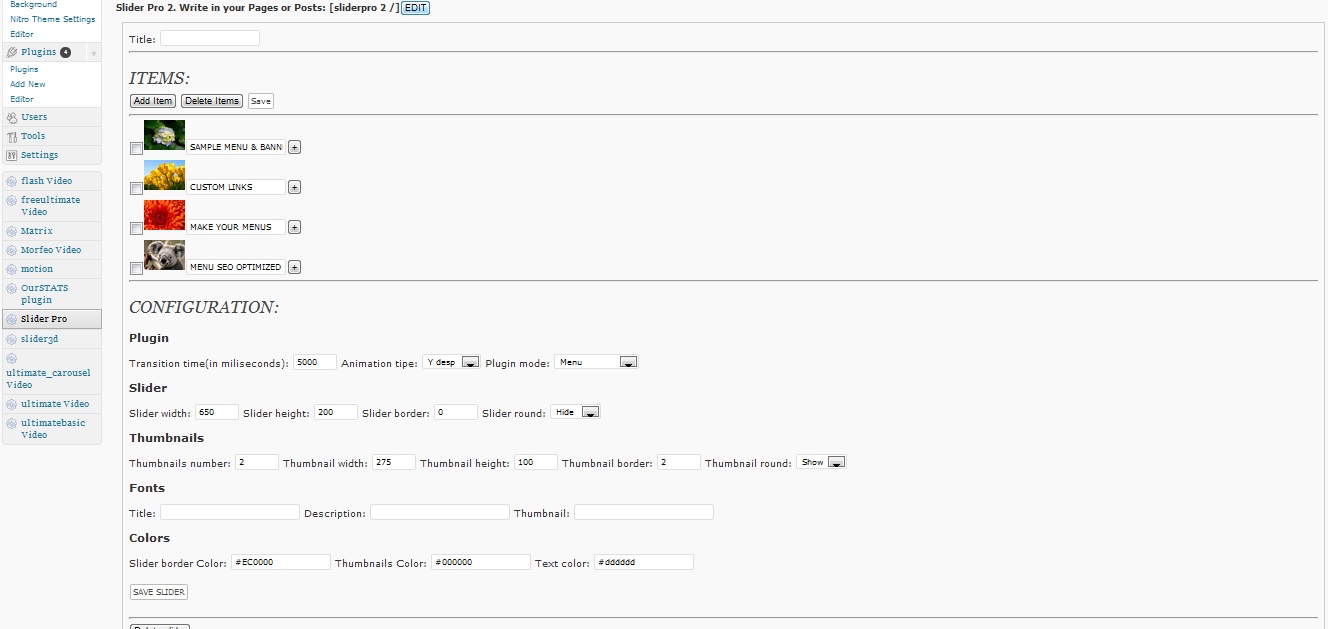 Background
Nitro Theme Settings
Editor
Plugins 4
Plugins
Add New
Editor
Users
Tools
Settings
flash Video
freeultimate
Video
Matrix
Morfeo Video
motion
OurSTATS
plugin
Slider Pro
slider3d
ultimate_carousel
Video
ultimate Video
ultimatebasic
Video
Slider Pro 2. Write in your Pages or Posts: [sliderpro 2 /] EDIT
Title:
ITEMS:
Add Item Delete Items Save
SAMPLE MENU & BANN +
CUSTOM LINKS +
MAKE YOUR MENUS +
MENU SEO OPTIMIZED +
CONFIGURATION:
Plugin
Transition time(in miliseconds): 5000 Animation tipe: Y desp Plugin mode: Menu
Slider
Slider width: 650 Slider height: 200 Slider border: 0 Slider round: Hide
Thumbnails
Thumbnails number: 2 Thumbnail width: 275 Thumbnail height: 100 Thumbnail border: 2 Thumbnail round: Show
Fonts
Title: Description: Thumbnail:
Colors
Slider border Color: #EC0000 Thumbnails Color: #000000 Text color: #dddddd
SAVE SLIDER